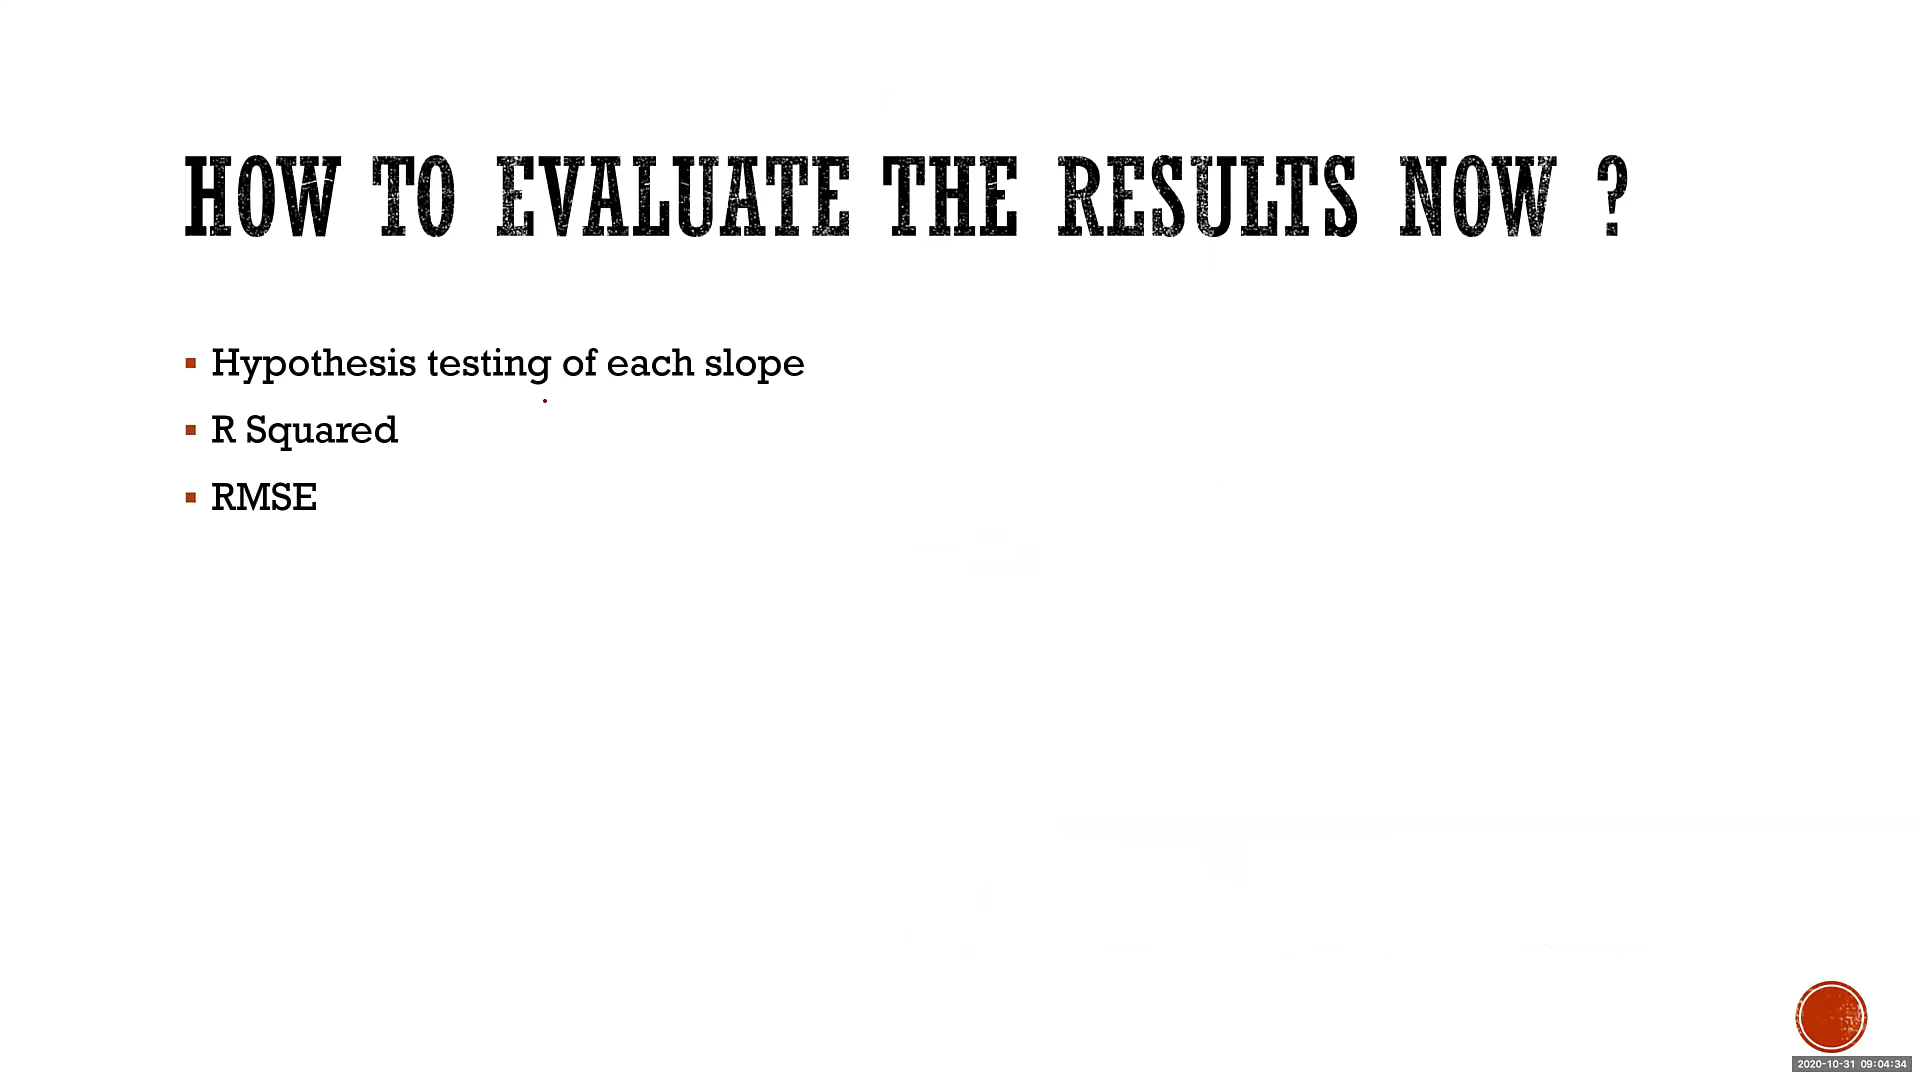 HOW TO EVALUATE THE RESULTS NOW ?
Hypothesis testing of each slope
R Squared
RMSE
2020-10-31 09:04:34